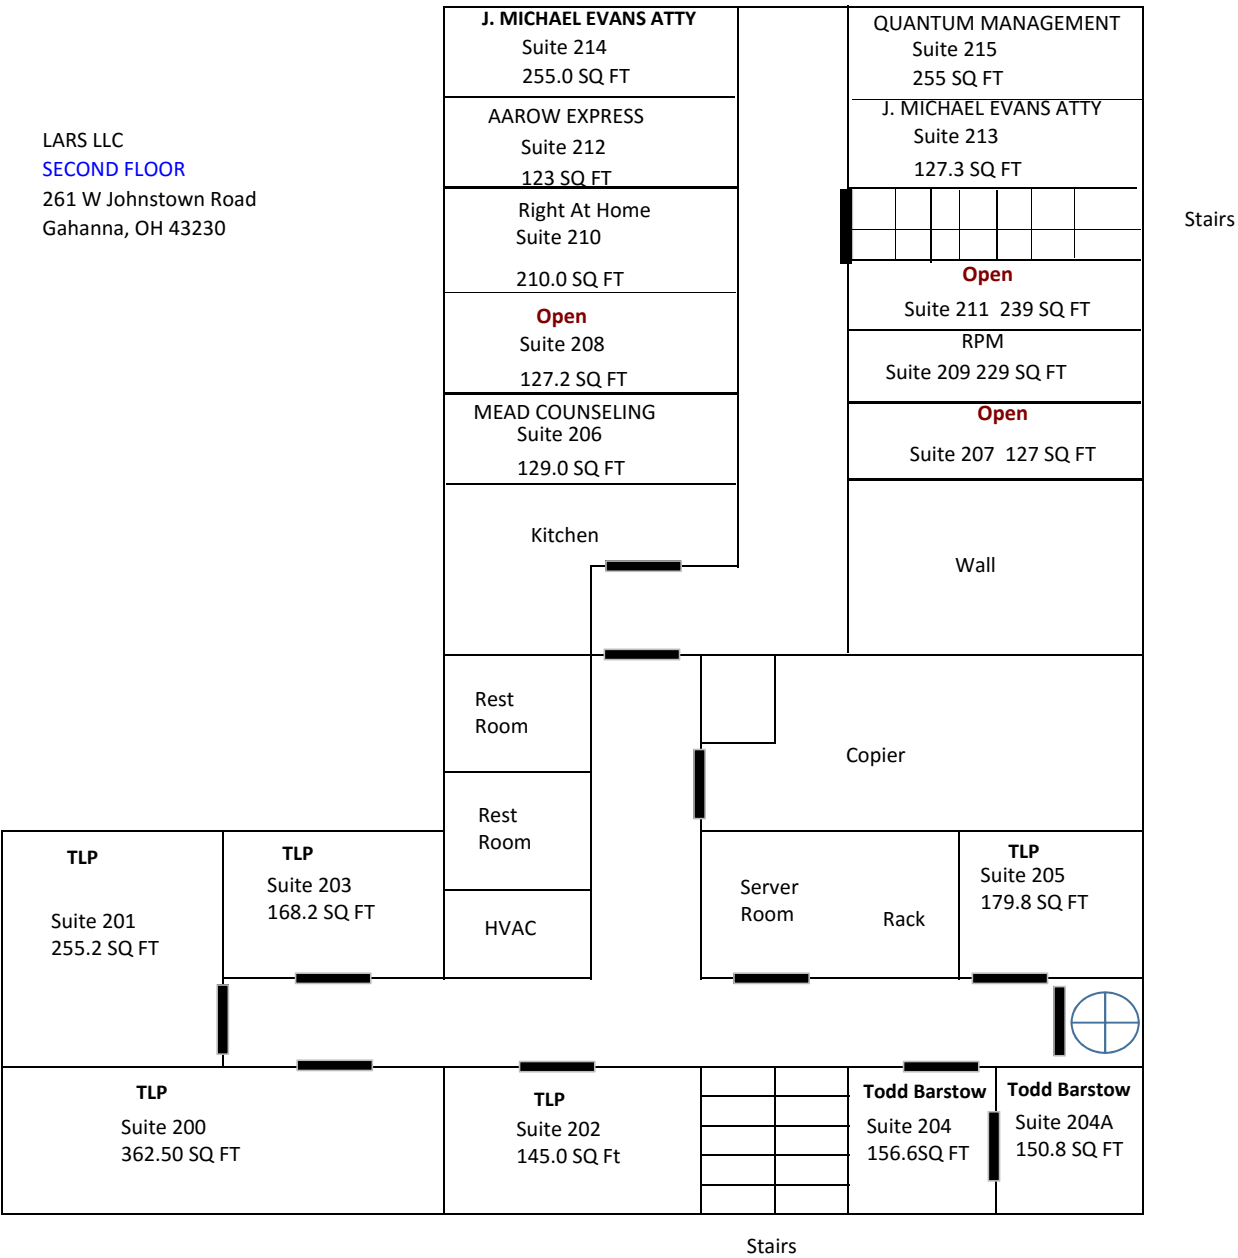 LARS LLC
SECOND FLOOR
261 W Johnstown Road
Gahanna, OH 43230
J. MICHAEL EVANS ATTY
Suite 214
255.0 SQ FT
AAROW EXPRESS
Suite 212
123 SQ FT
Right At Home
Suite 210
210.0 SQ FT
Open
Suite 208
127.2 SQ FT
MEAD COUNSELING
Suite 206
129.0 SQ FT
Kitchen
QUANTUM MANAGEMENT
Suite 215
255 SQ FT
J. MICHAEL EVANS ATTY
Suite 213
127.3 SQ FT
Stairs
Open
Suite 211 239 SQ FT
RPM
Suite 209 229 SQ FT
Open
Suite 207 127 SQ FT
Wall
Rest
Room
Rest
Room
HVAC
Copier
Server
Room
Rack
TLP
Suite 205
179.8 SQ FT
TLP
Suite 201
255.2 SQ FT
TLP
Suite 203
168.2 SQ FT
TLP
Suite 200
362.50 SQ FT
TLP
Suite 202
145.0 SQ Ft
Todd Barstow
Suite 204
156.6SQ FT
Todd Barstow
Suite 204A
150.8 SQ FT
Stairs